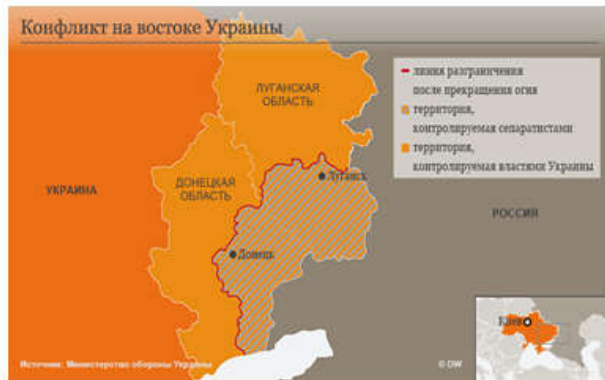 Конфликт на востоке Украины
линия разграничения
после прекращения огня
территория,
контролируемая сепаратистами
территория,
контролируемая властями Украины
ЛУГАНСКАЯ
ОБЛАСТЬ
ДОНЕЦКАЯ
ОБЛАСТЬ
УКРАИНА
Луганск
РОССИЯ
Донецк
Киев
Источник: Министерство обороны Украины
© DW